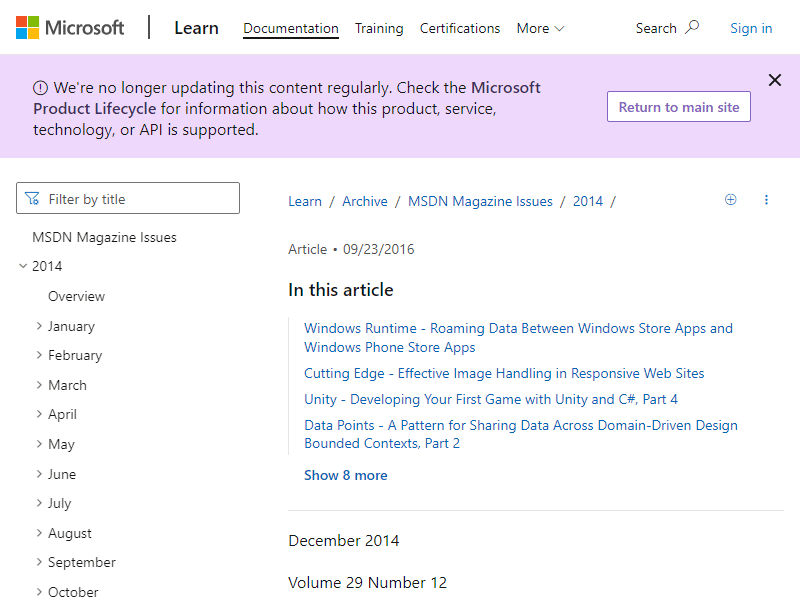 Microsoft Learn Documentation Training Certifications More Search Sign in
We're no longer updating this content regularly. Check the Microsoft
Product Lifecycle for information about how this product, service,
technology, or API is supported.
Return to main site
Filter by title
MSDN Magazine Issues
2014
Overview
January
February
March
April
May
June
July
August
September
October
Learn / Archive / MSDN Magazine Issues / 2014 /
Article • 09/23/2016
In this article
Windows Runtime - Roaming Data Between Windows Store Apps and
Windows Phone Store Apps
Cutting Edge - Effective Image Handling in Responsive Web Sites
Unity - Developing Your First Game with Unity and C#, Part 4
Data Points - A Pattern for Sharing Data Across Domain-Driven Design
Bounded Contexts, Part 2
Show 8 more
December 2014
Volume 29 Number 12